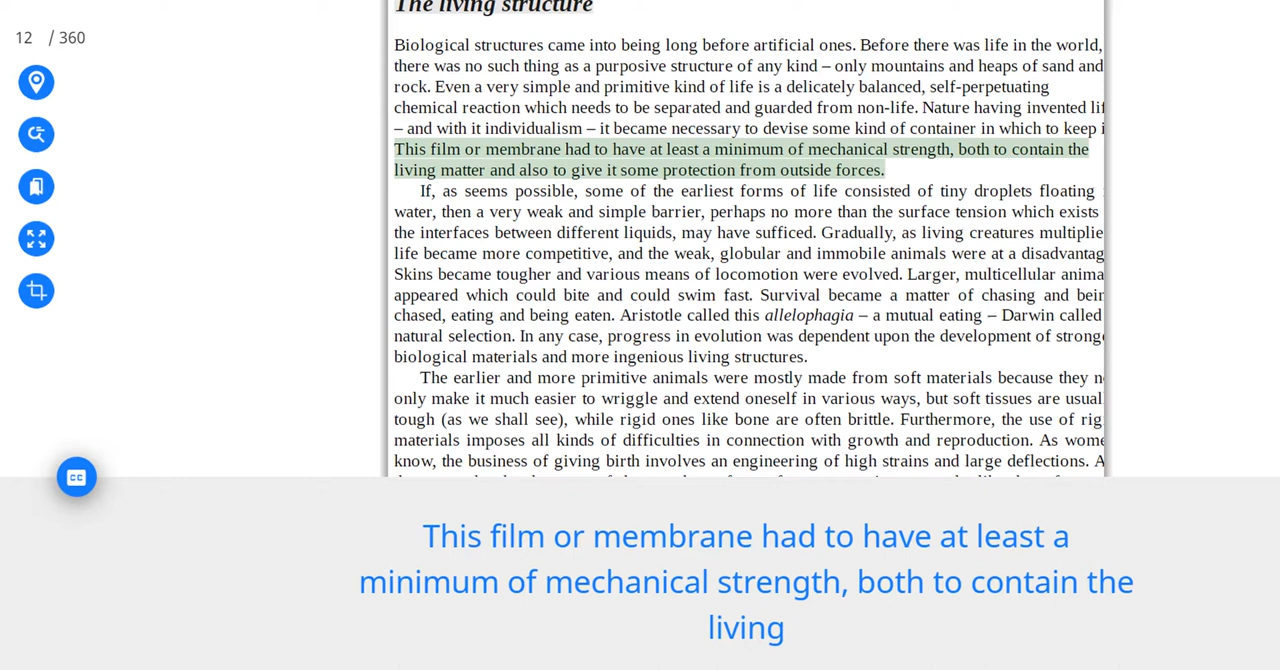 The living structure
12 / 360
Biological structures came into being long before artificial ones. Before there was life in the world,
there was no such thing as a purposive structure of any kind – only mountains and heaps of sand and
rock. Even a very simple and primitive kind of life is a delicately balanced, self-perpetuating
chemical reaction which needs to be separated and guarded from non-life. Nature having invented
– and with it individualism – it became necessary to devise some kind of container in which to keep
This film or membrane had to have at least a minimum of mechanical strength, both to contain the
living matter and also to give it some protection from outside forces.
If, as seems possible, some of the earliest forms of life consisted of tiny droplets floating
water, then a very weak and simple barrier, perhaps no more than the surface tension which exists
the interfaces between different liquids, may have sufficed. Gradually, as living creatures
life became more competitive, and the weak, globular and immobile animals were at a
Skins became tougher and various means of locomotion were evolved. Larger, multicellular
appeared which could bite and could swim fast. Survival became a matter of chasing and
chased, eating and being eaten. Aristotle called this allelophagia – a mutual eating – Darwin called
natural selection. In any case, progress in evolution was dependent upon the development of
biological materials and more ingenious living structures.
The earlier and more primitive animals were mostly made from soft materials because they
only make it much easier to wriggle and extend oneself in various ways, but soft tissues are
tough (as we shall see), while rigid ones like bone are often brittle. Furthermore, the use of
materials imposes all kinds of difficulties in connection with growth and reproduction. As
know, the business of giving birth involves an engineering of high strains and large deflections.
CC
This film or membrane had to have at least a
minimum of mechanical strength, both to contain the
living